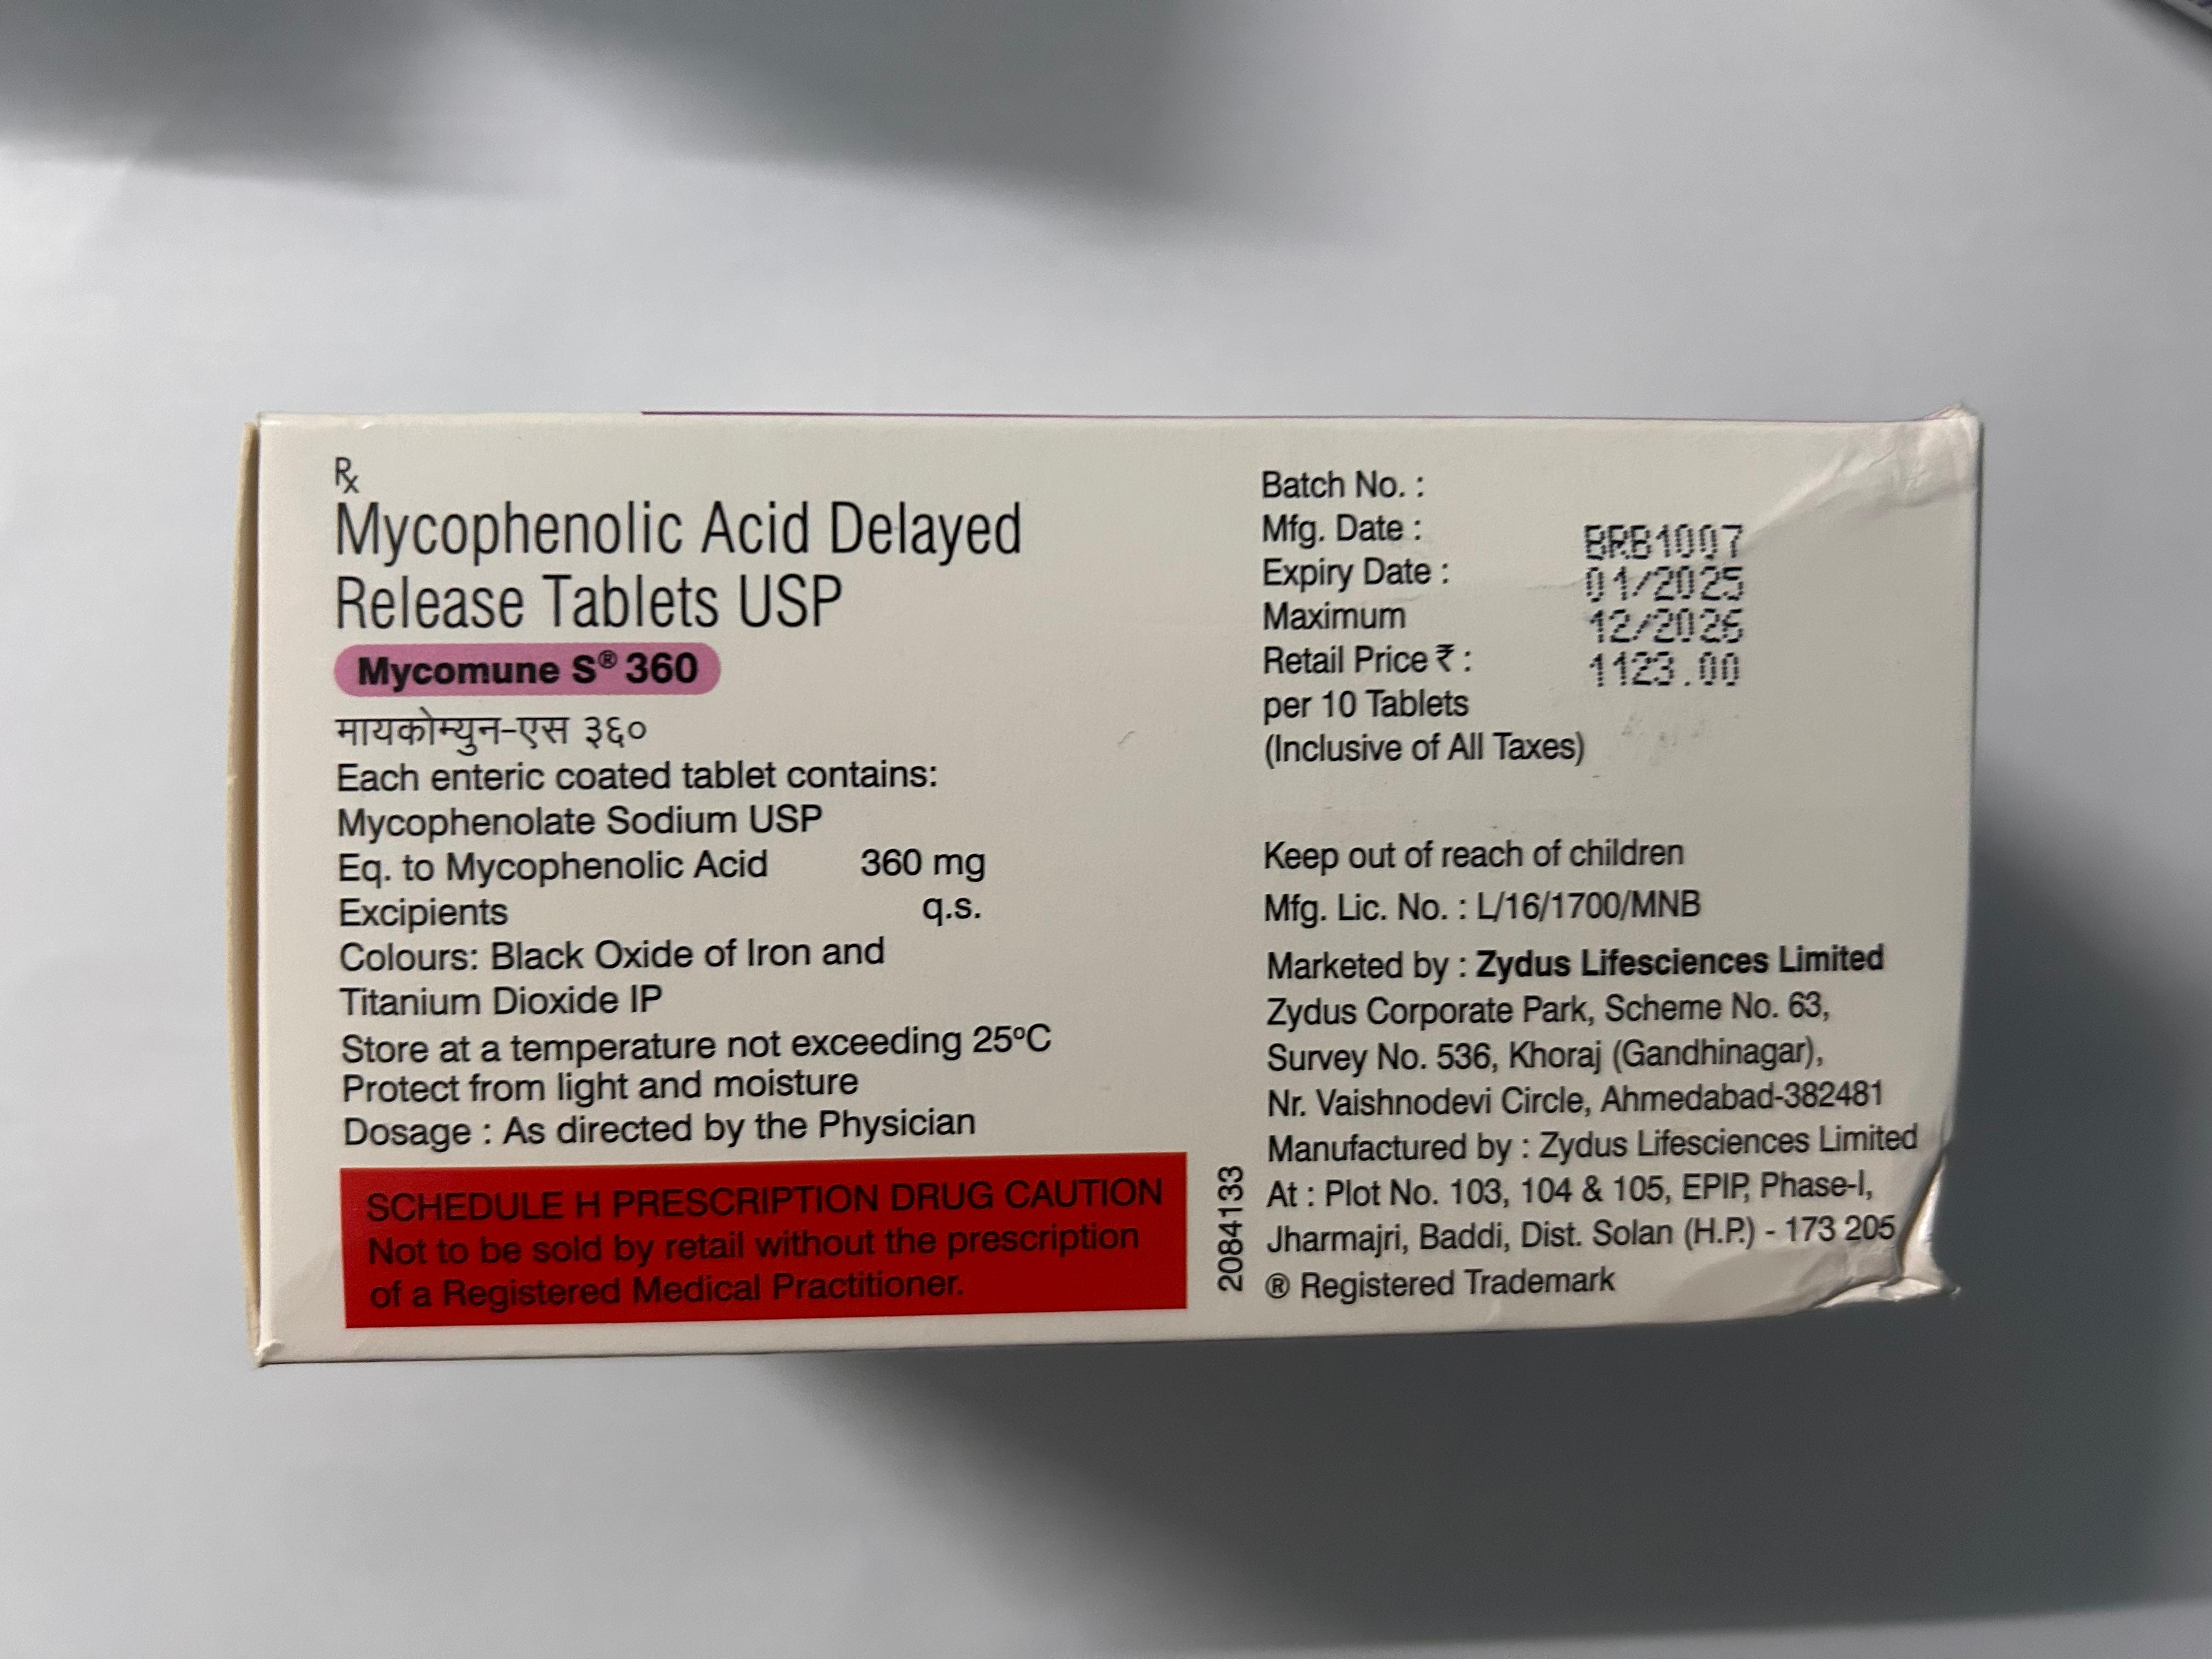 Rx
Mycophenolic Acid Delayed
Release Tablets USP
Mycomune S® 360
मायकोम्युन-एस ३६०
Each enteric coated tablet contains:
Mycophenolate Sodium USP
Eq. to Mycophenolic Acid 360 mg
Excipients q.s.
Colours: Black Oxide of Iron and
Titanium Dioxide IP
Store at a temperature not exceeding 25ºC
Protect from light and moisture
Dosage : As directed by the Physician
SCHEDULE H PRESCRIPTION DRUG CAUTION
Not to be sold by retail without the prescription
of a Registered Medical Practitioner.
2084133
Batch No. :
Mfg. Date :
Expiry Date :
Maximum
Retail Price ₹ :
per 10 Tablets
(Inclusive of All Taxes)
BRB1007
01/2025
12/2026
1123.00
Keep out of reach of children
Mfg. Lic. No. : L/16/1700/MNB
Marketed by : Zydus Lifesciences Limited
Zydus Corporate Park, Scheme No. 63,
Survey No. 536, Khoraj (Gandhinagar),
Nr. Vaishnodevi Circle, Ahmedabad-382481
Manufactured by : Zydus Lifesciences Limited
At : Plot No. 103, 104 & 105, EPIP, Phase-I,
Jharmajri, Baddi, Dist. Solan (H.P.) - 173 205
® Registered Trademark